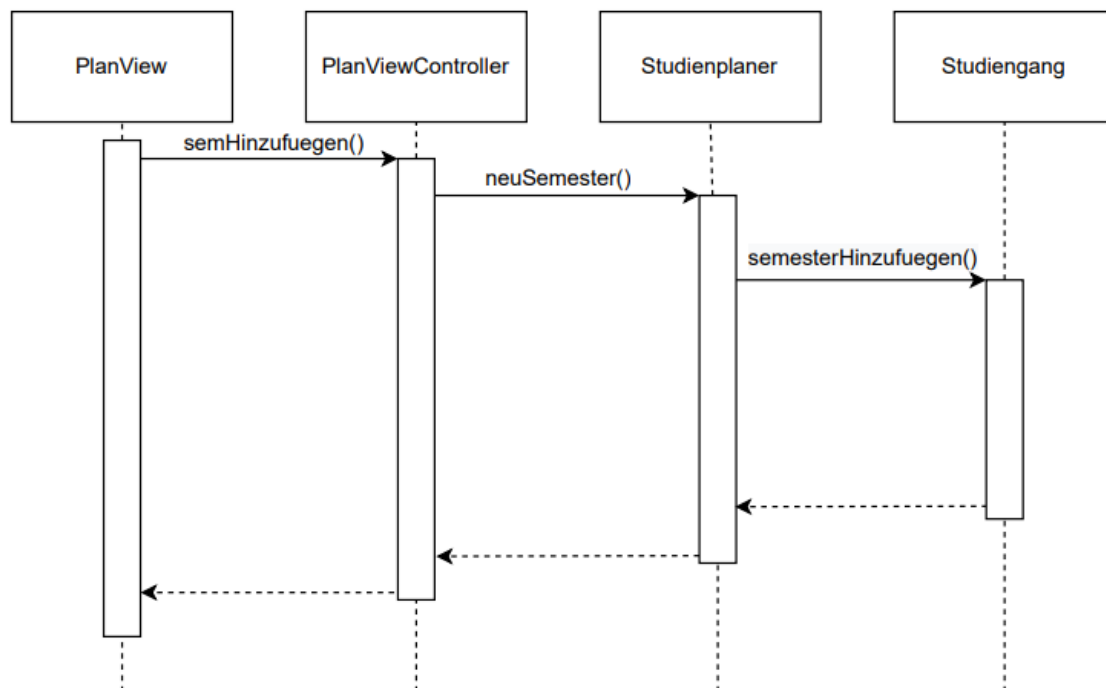 PlanView
PlanViewController
Studienplaner
Studiengang
semHinzufuegen()
neuSemester()
semesterHinzufuegen()